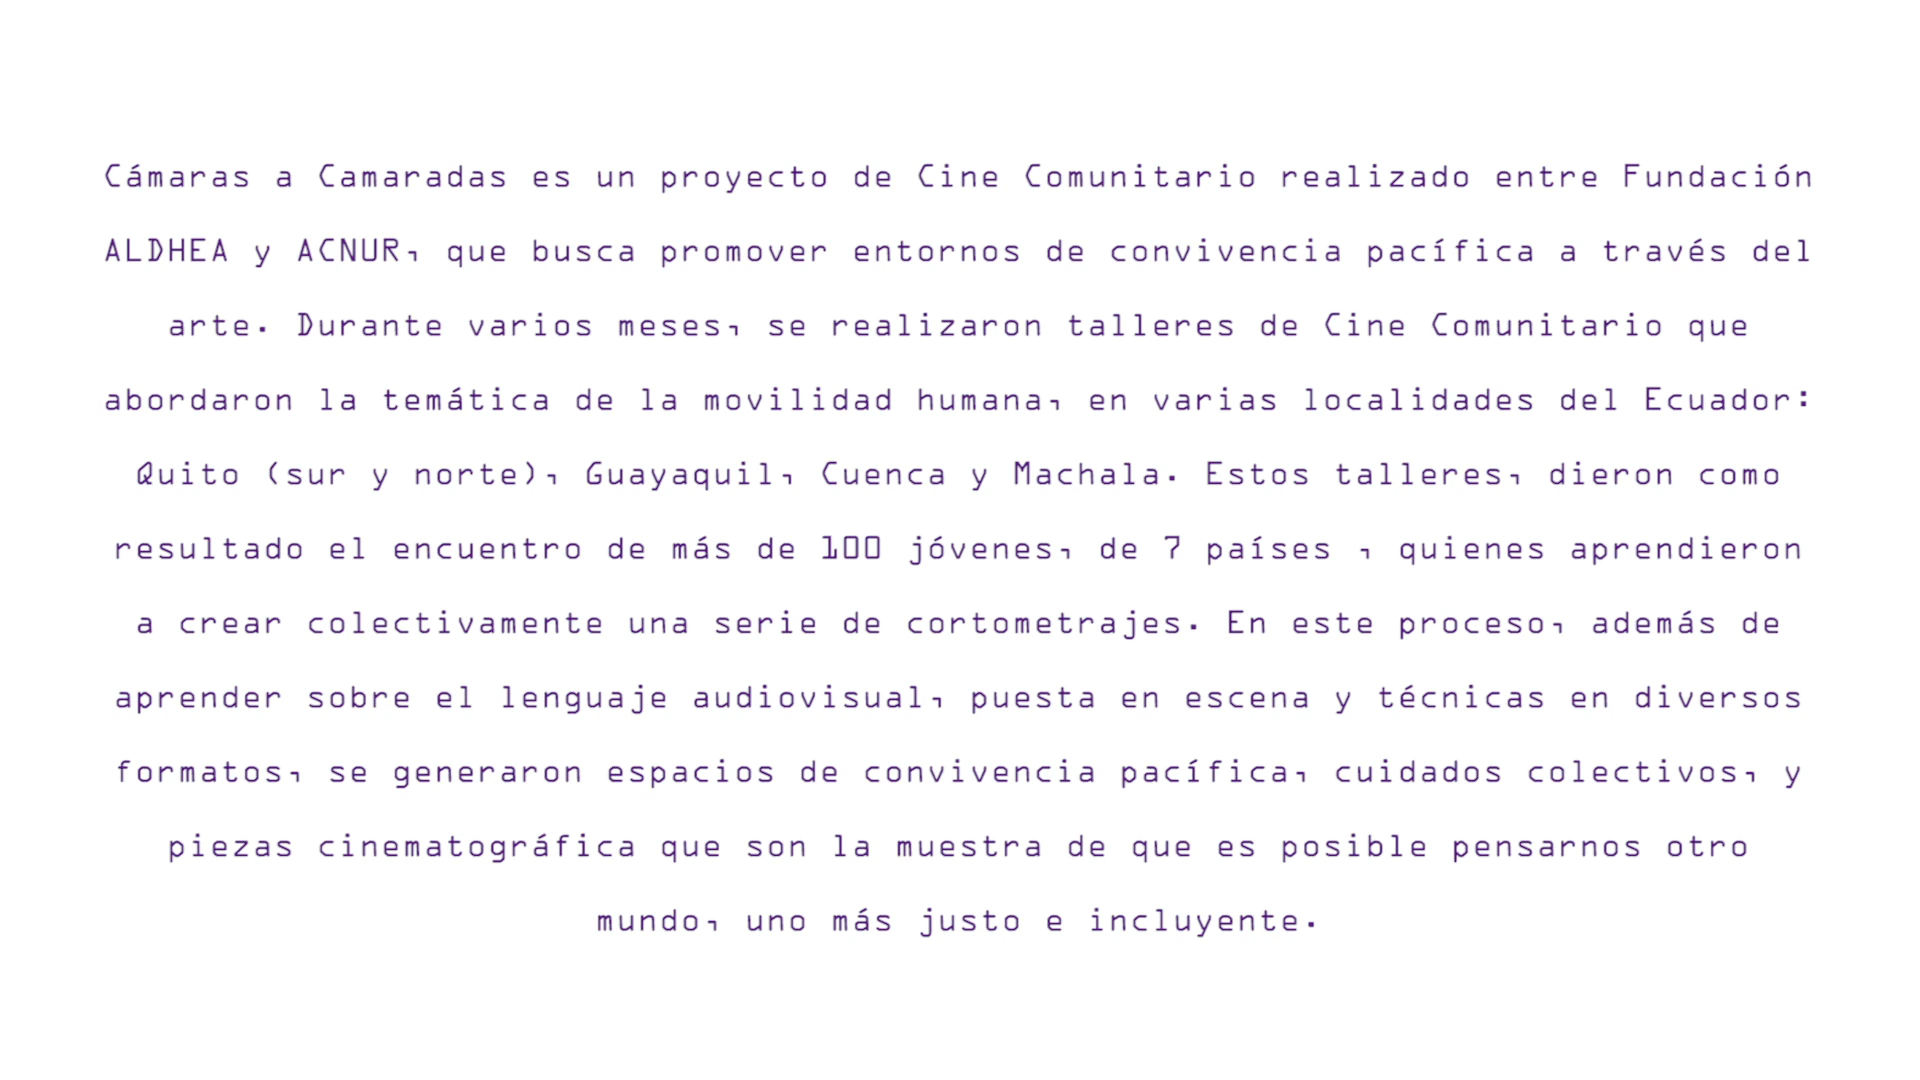 Cámaras a Camaradas es un proyecto de Cine Comunitario realizado entre Fundación
ALDHEA y ACNUR, que busca promover entornos de convivencia pacífica a través del
arte. Durante varios meses, se realizaron talleres de Cine Comunitario que
abordaron la temática de la movilidad humana, en varias localidades del Ecuador:
Quito (sur y norte), Guayaquil, Cuenca y Machala. Estos talleres, dieron como
resultado el encuentro de más de 100 jóvenes, de 7 países , quienes aprendieron
a crear colectivamente una serie de cortometrajes. En este proceso, además de
aprender sobre el lenguaje audiovisual, puesta en escena y técnicas en diversos
formatos, se generaron espacios de convivencia pacífica, cuidados colectivos, y
piezas cinematográfica que son la muestra de que es posible pensarnos otro
mundo, uno más justo e incluyente.